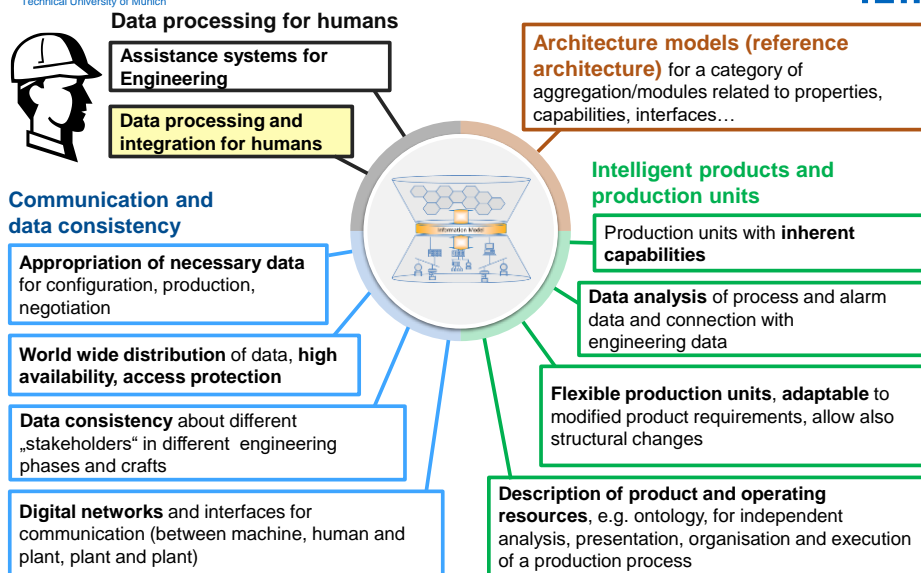 Technical University of Munich
Data processing for humans
Assistance systems for
Engineering
Data processing and
integration for humans
Architecture models (reference
architecture) for a category of
aggregation/modules related to properties,
capabilities, interfaces…
Communication and
data consistency
Appropriation of necessary data
for configuration, production,
negotiation
World wide distribution of data, high
availability, access protection
Data consistency about different
„stakeholders“ in different engineering
phases and crafts
Digital networks and interfaces for
communication (between machine, human and
plant, plant and plant)
Information Model
Intelligent products and
production units
Production units with inherent
capabilities
Data analysis of process and alarm
data and connection with
engineering data
Flexible production units, adaptable to
modified product requirements, allow also
structural changes
Description of product and operating
resources, e.g. ontology, for independent
analysis, presentation, organisation and execution
of a production process